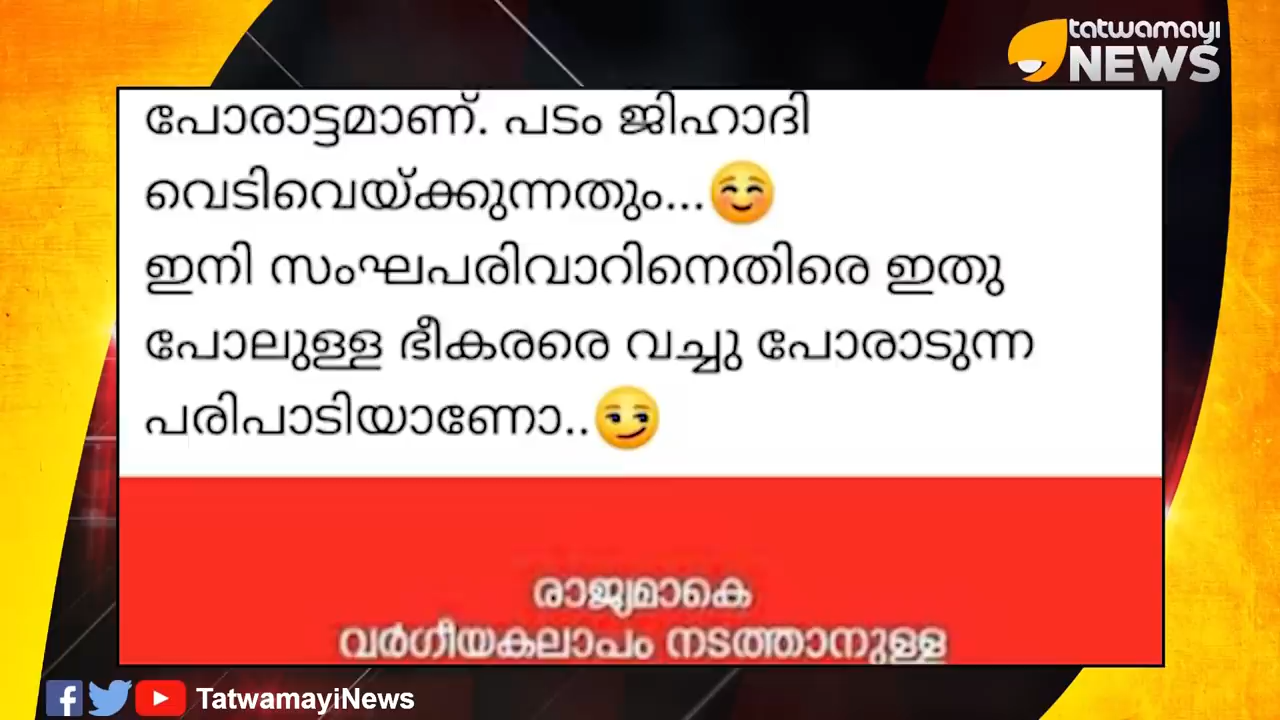 tatwamayi
NEWS
പോരാട്ടമാണ്. പടം ജിഹാദി
വെടിവെയ്ക്കുന്നതും...😊
ഇനി സംഘപരിവാറിനെതിരെ ഇതു
പോലുള്ള ഭീകരരെ വച്ചു പോരാടുന്ന
പരിപാടിയാണോ..😏
രാജ്യമാകെ
വർഗീയകലാപം നടത്താനുള്ള
TatwamayiNews